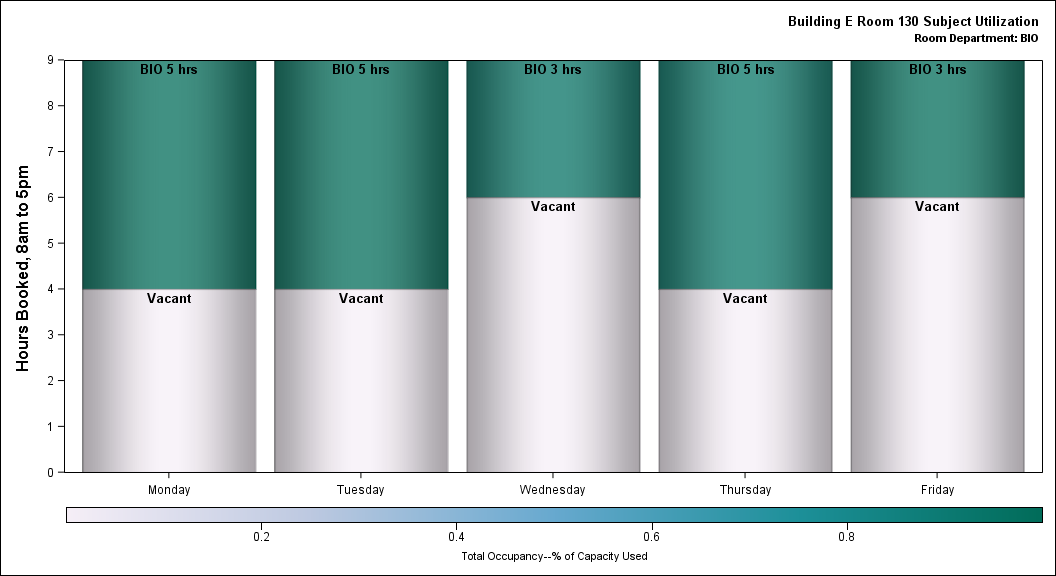 Building E Room 130 Subject Utilization
Room Department: BIO
Hours Booked, 8am to 5pm
9
8
7
6
5
4
3
2
1
0
BIO 5 hrs
BIO 5 hrs
BIO 3 hrs
BIO 5 hrs
BIO 3 hrs
Vacant
Vacant
Vacant
Vacant
Vacant
Monday
Tuesday
Wednesday
Thursday
Friday
0.2
0.4
0.6
0.8
Total Occupancy--% of Capacity Used